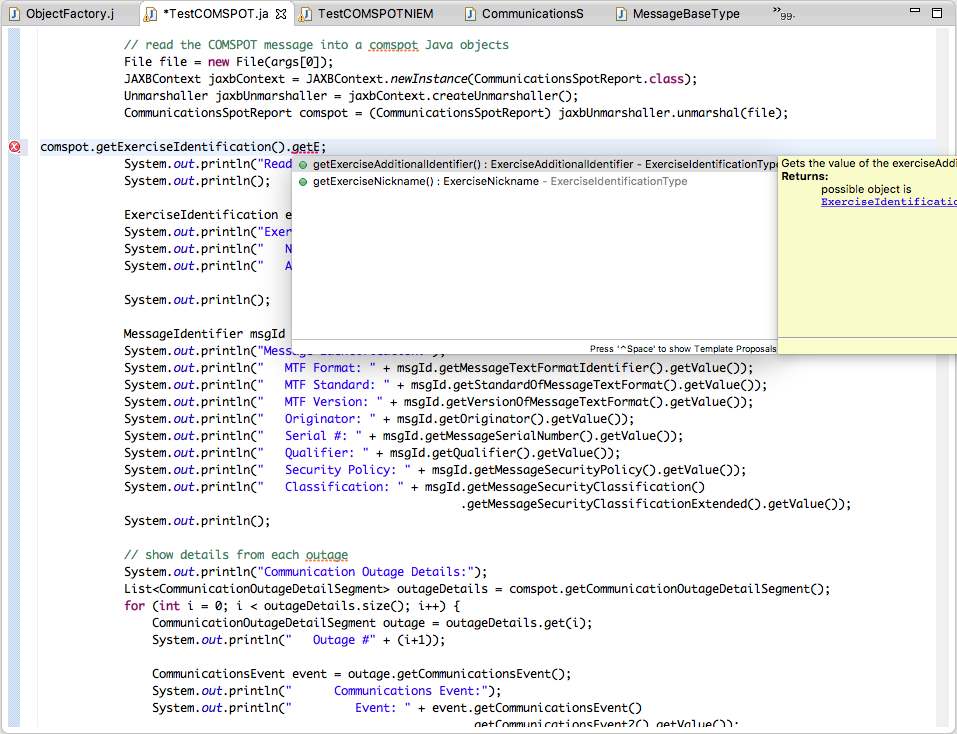 ObjectFactory.j *TestCOMSPOT.ja TestCOMSPOTNIEM CommunicationsS MessageBaseType »99+
// read the COMSPOT message into a comspot Java objects
File file = new File(args[0]);
JAXBContext jaxbContext = JAXBContext.newInstance(CommunicationsSpotReport.class);
Unmarshaller jaxbUnmarshaller = jaxbContext.createUnmarshaller();
CommunicationsSpotReport comspot = (CommunicationsSpotReport) jaxbUnmarshaller.unmarshal(file);
comspot.getExerciseIdentification().getE;
System.out.println("Read
getExerciseAdditionalIdentifier() : ExerciseAdditionalIdentifier - ExerciseIdentificationType
Gets the value of the exerciseAddi
Returns:
System.out.println();
getExerciseNickname() : ExerciseNickname - ExerciseIdentificationType
possible object is
ExerciseIdentificatio
ExerciseIdentification e
System.out.println("Exer
System.out.println("   N
System.out.println("   A
System.out.println();
MessageIdentifier msgId
Press '^Space' to show Template Proposals
System.out.println("Message Identification:");
System.out.println("   MTF Format: " + msgId.getMessageTextFormatIdentifier().getValue());
System.out.println("   MTF Standard: " + msgId.getStandardOfMessageTextFormat().getValue());
System.out.println("   MTF Version: " + msgId.getVersionOfMessageTextFormat().getValue());
System.out.println("   Originator: " + msgId.getOriginator().getValue());
System.out.println("   Serial #: " + msgId.getMessageSerialNumber().getValue());
System.out.println("   Qualifier: " + msgId.getQualifier().getValue());
System.out.println("   Security Policy: " + msgId.getMessageSecurityPolicy().getValue());
System.out.println("   Classification: " + msgId.getMessageSecurityClassification()
.getMessageSecurityClassificationExtended().getValue());
System.out.println();
// show details from each outage
System.out.println("Communication Outage Details:");
List<CommunicationOutageDetailSegment> outageDetails = comspot.getCommunicationOutageDetailSegment();
for (int i = 0; i < outageDetails.size(); i++) {
CommunicationOutageDetailSegment outage = outageDetails.get(i);
System.out.println("   Outage #" + (i+1));
CommunicationsEvent event = outage.getCommunicationsEvent();
System.out.println("      Communications Event:");
System.out.println("         Event: " + event.getCommunicationsEvent()
.getCommunicationsEvent2().getValue());